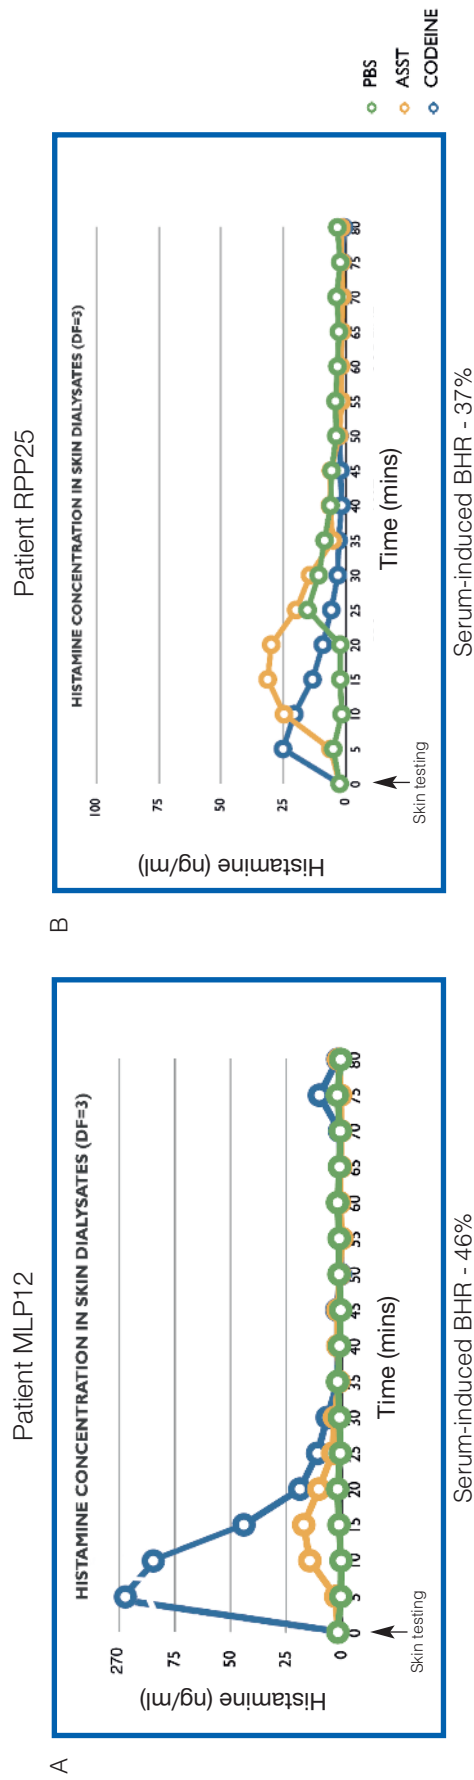 A
Patient MLP12
HISTAMINE CONCENTRATION IN SKIN DIALYSATES (DF=3)
Histamine (ng/ml)
270
75
50
25
0
0 5 10 15 20 25 30 35 40 45 50 55 60 65 70 75 80
Skin testing
Time (mins)
Serum-induced BHR - 46%
B
Patient RPP25
HISTAMINE CONCENTRATION IN SKIN DIALYSATES (DF=3)
Histamine (ng/ml)
100
75
50
25
0
0 5 10 15 20 25 30 35 40 45 50 55 60 65 70 75 80
Skin testing
Time (mins)
Serum-induced BHR - 37%
PBS
ASST
CODEINE